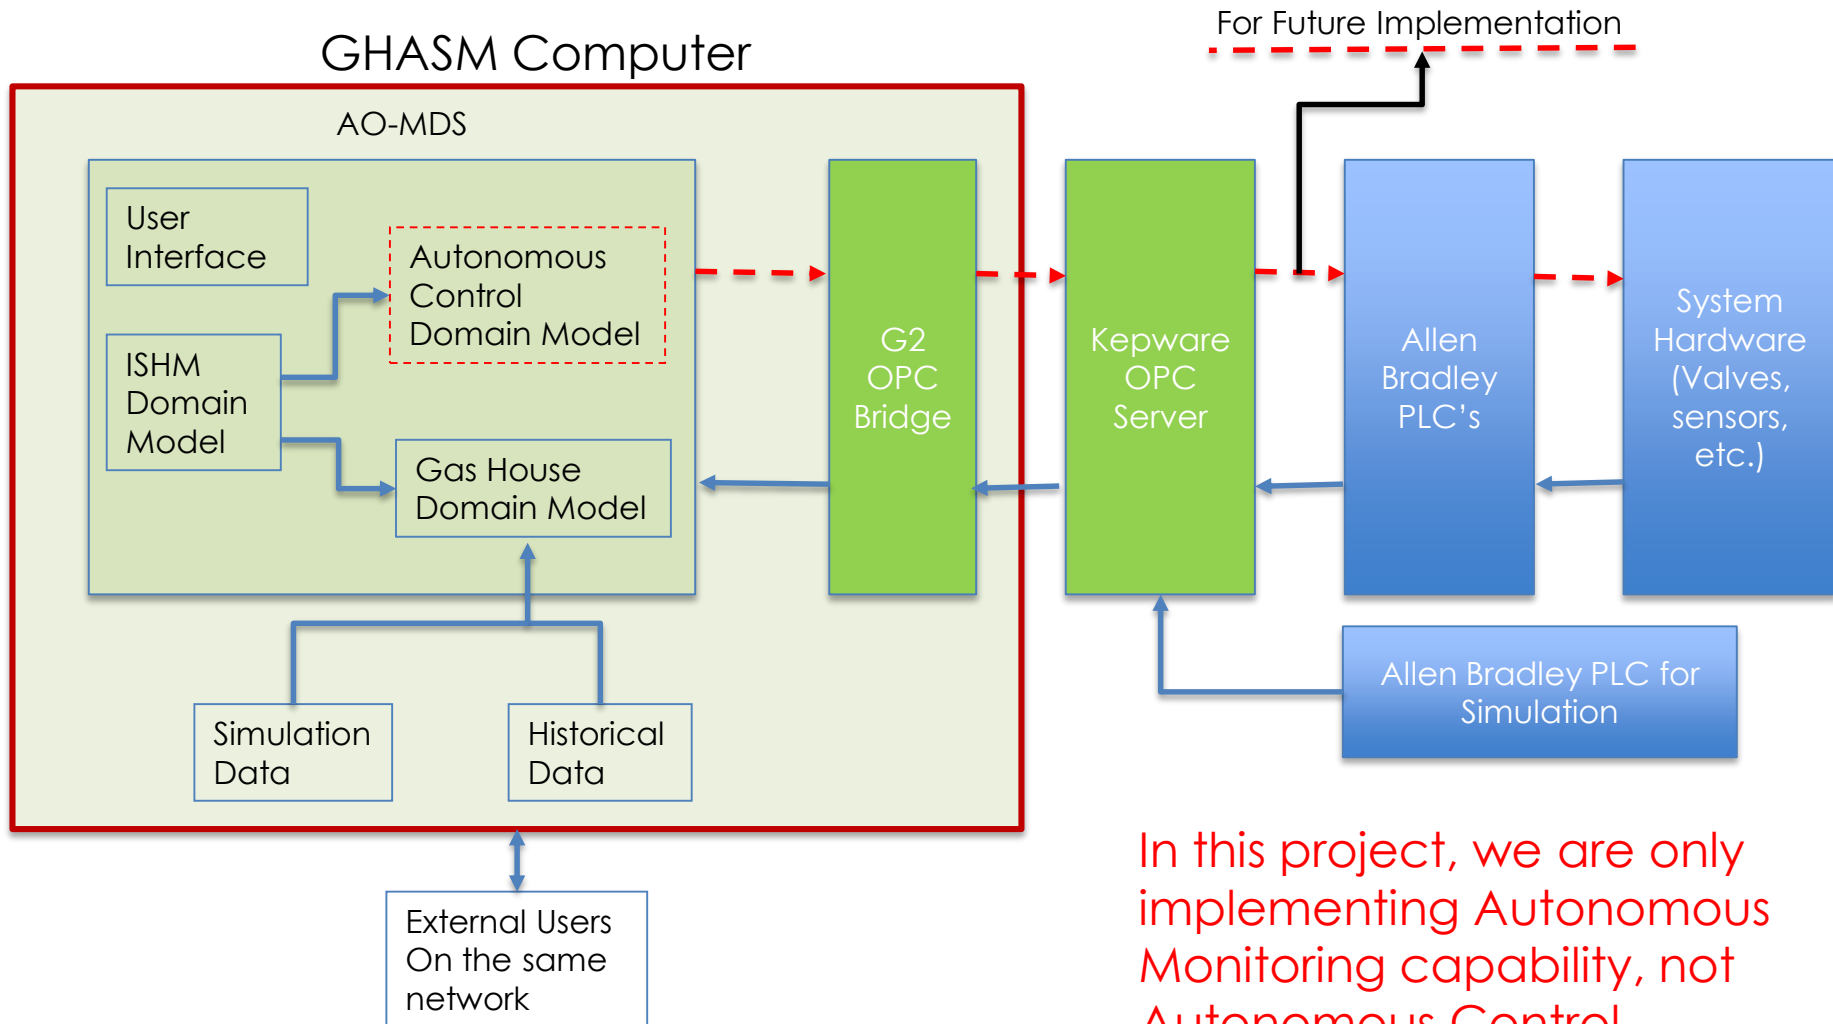 For Future Implementation
GHASM Computer
AO-MDS
User
Interface
Autonomous
Control
Domain Model
ISHM
Domain
Model
Gas House
Domain Model
G2
OPC
Bridge
Kepware
OPC
Server
Allen
Bradley
PLC’s
System
Hardware
(Valves,
sensors,
etc.)
Simulation
Data
Historical
Data
Allen Bradley PLC for
Simulation
External Users
On the same
network
In this project, we are only
implementing Autonomous
Monitoring capability, not
Autonomous Control